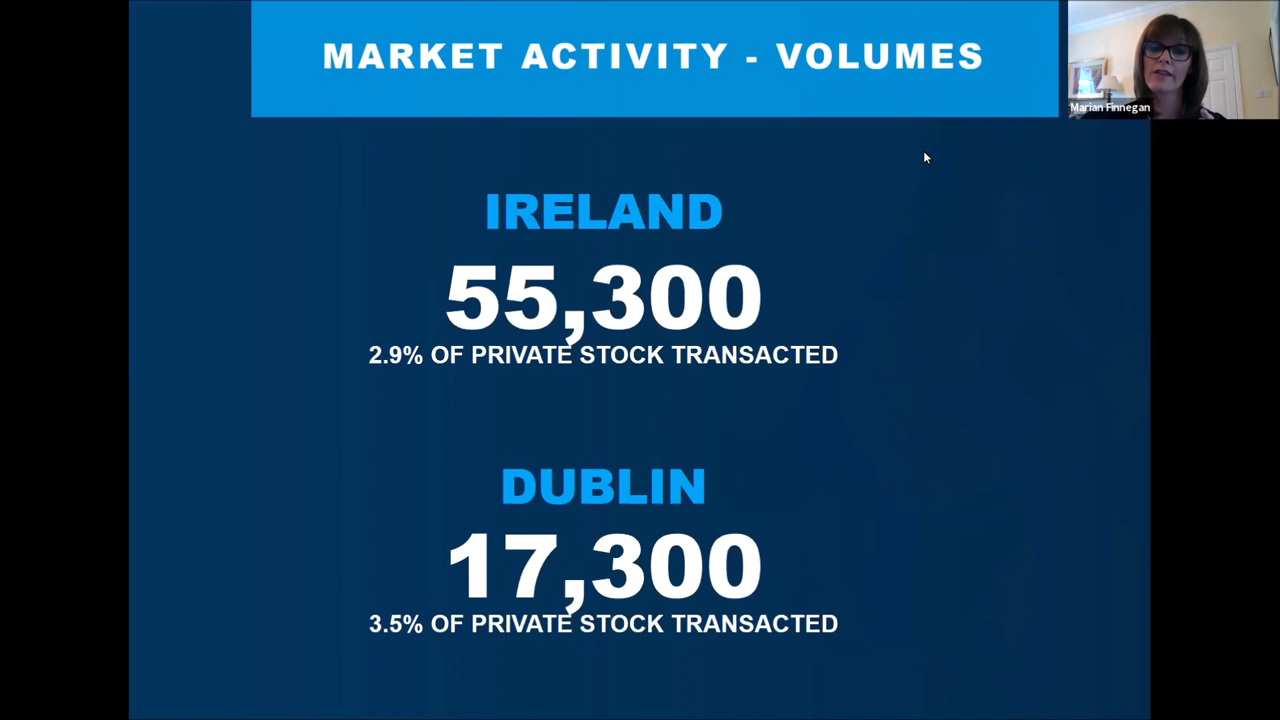 MARKET ACTIVITY - VOLUMES
Marian Finnegan
IRELAND
55,300
2.9% OF PRIVATE STOCK TRANSACTED
DUBLIN
17,300
3.5% OF PRIVATE STOCK TRANSACTED